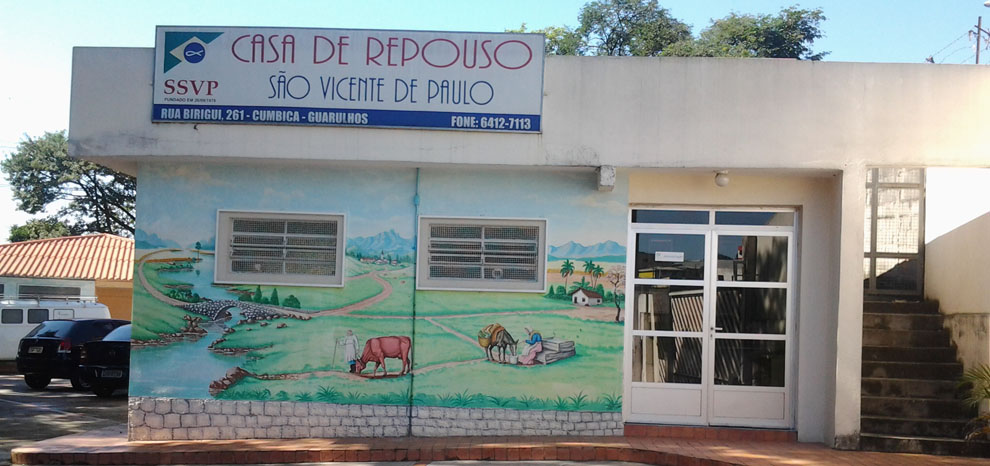 CASA DE REPOUSO
SÃO VICENTE DE PAULO
SSVP
RUA BIRIGUI, 261 - CUMBICA - GUARULHOS
FONE: 6412-7113